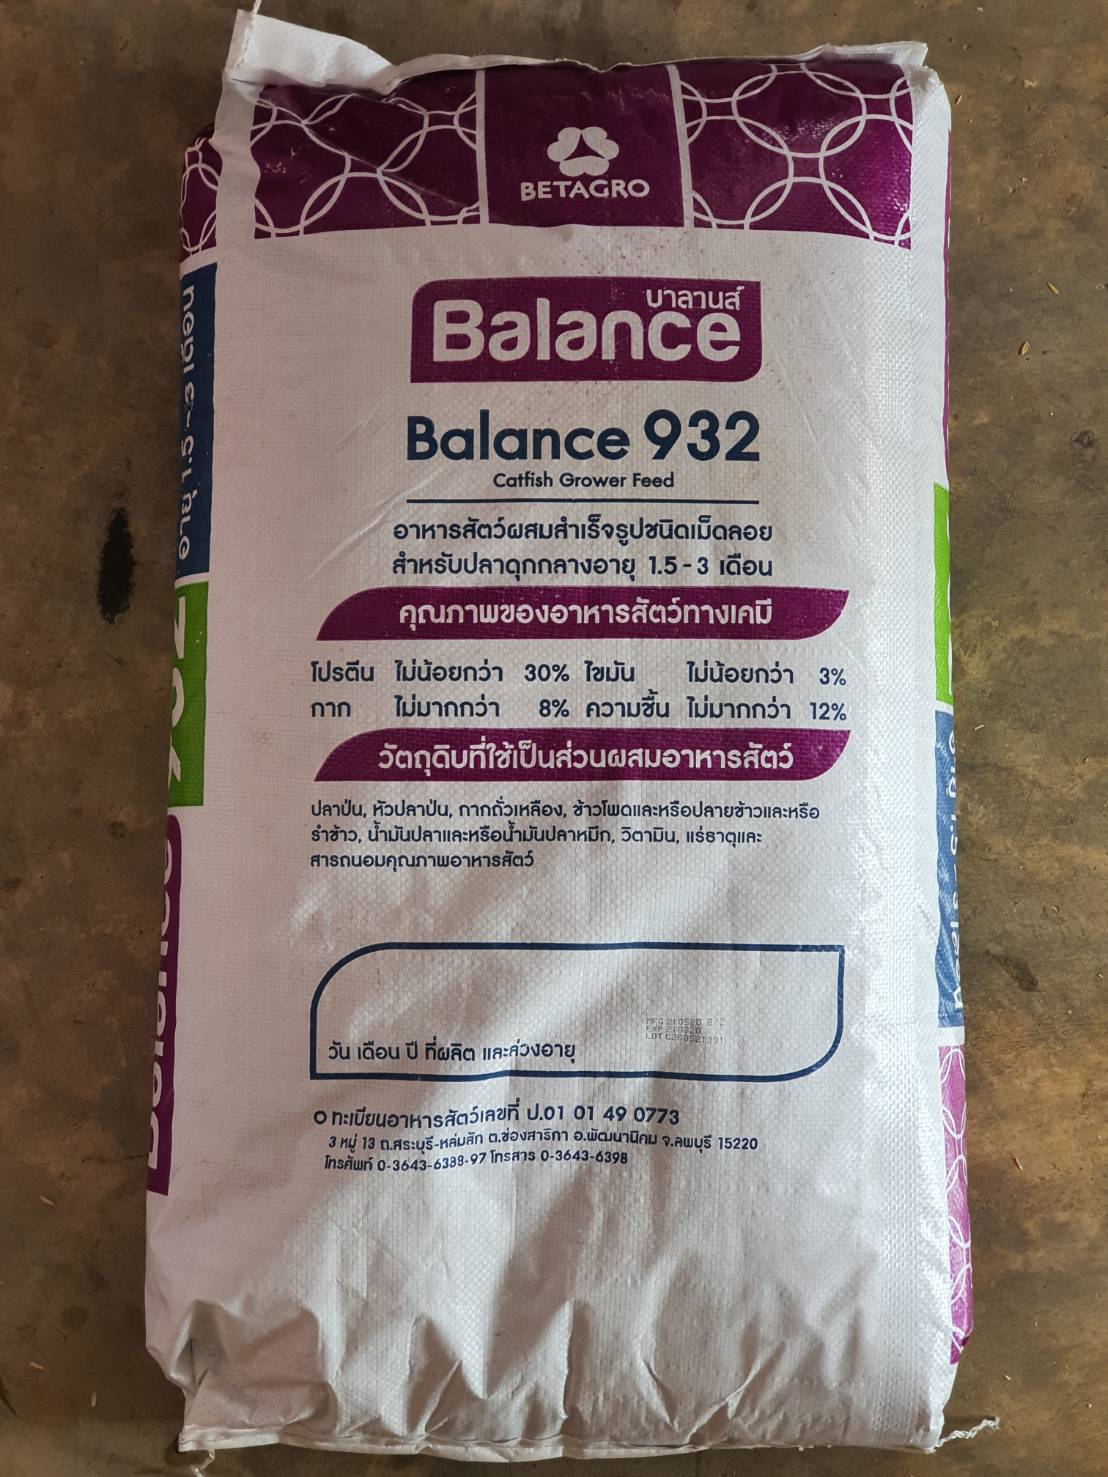 BETAGRO
บาลานส์
Balance
Balance 932
Catfish Grower Feed
อาหารสัตว์ผสมสำเร็จรูปชนิดเม็ดลอย
สำหรับปลาดุกกลางอายุ 1.5 - 3 เดือน
คุณภาพของอาหารสัตว์ทางเคมี
โปรตีน ไม่น้อยกว่า 30% ไขมัน ไม่น้อยกว่า 3%
กาก ไม่มากกว่า 8% ความชื้น ไม่มากกว่า 12%
วัตถุดิบที่ใช้เป็นส่วนผสมอาหารสัตว์
ปลาป่น, หัวปลาป่น, กากถั่วเหลือง, ข้าวโพดและหรือปลายข้าวและหรือ
รำข้าว, น้ำมันปลาและหรือน้ำมันปลาหมึก, วิตามิน, แร่ธาตุและ
สารถนอมคุณภาพอาหารสัตว์
MFG 210520
EXP
LOT
วัน เดือน ปี ที่ผลิต และล่วงอายุ
ทะเบียนอาหารสัตว์เลขที่ ป.01 01 49 0773
3 หมู่ 13 ถ.สระบุรี-หล่มสัก ต.ช่องสาริกา อ.พัฒนานิคม จ.ลพบุรี 15220
โทรศัพท์ 0-3643-6388-97 โทรสาร 0-3643-6398
อายุ 1.5 -3 เดือน
Balance